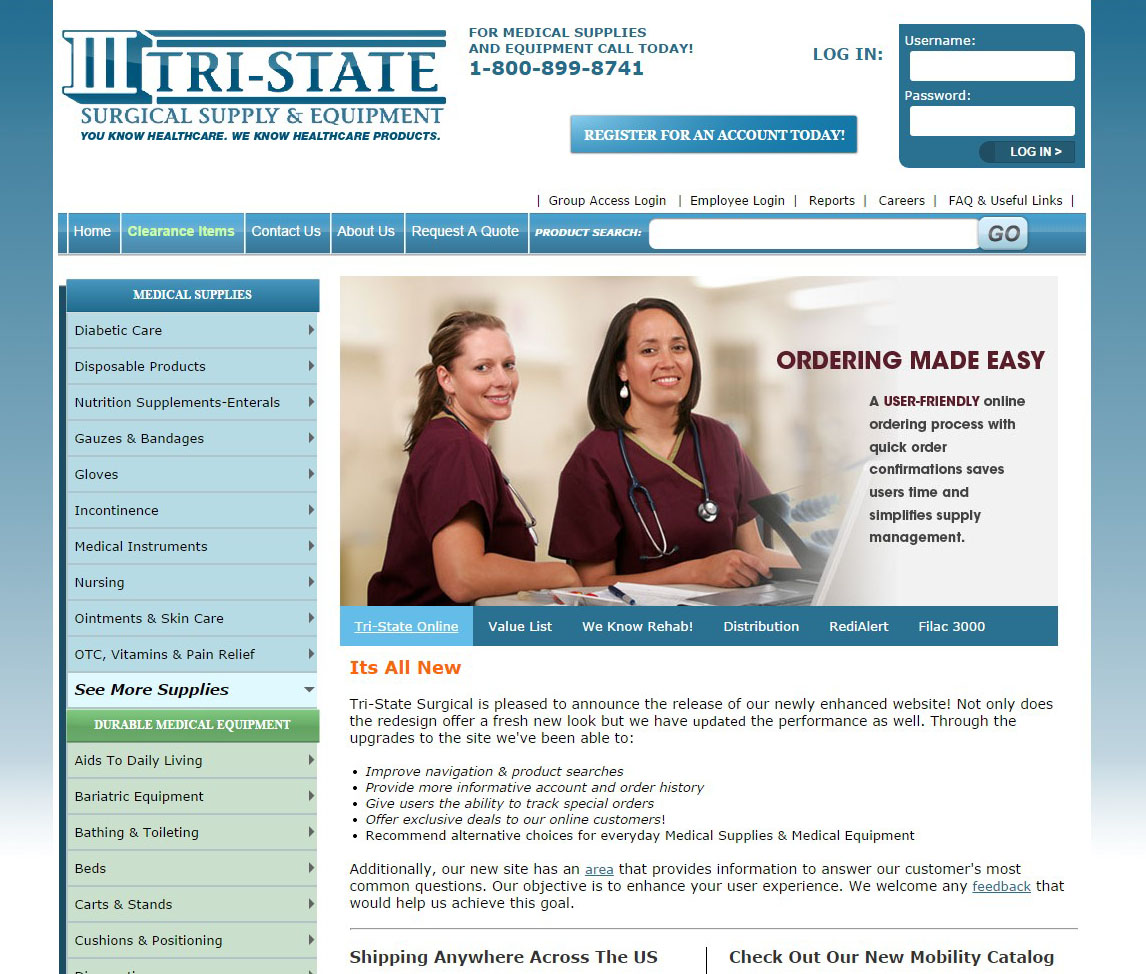 TRI-STATE
SURGICAL SUPPLY & EQUIPMENT
YOU KNOW HEALTHCARE. WE KNOW HEALTHCARE PRODUCTS.
FOR MEDICAL SUPPLIES
AND EQUIPMENT CALL TODAY!
1-800-899-8741
REGISTER FOR AN ACCOUNT TODAY!
LOG IN:
Username:
Password:
LOG IN >
| Group Access Login | Employee Login | Reports | Careers | FAQ & Useful Links |
Home Clearance Items Contact Us About Us Request A Quote PRODUCT SEARCH: GO
MEDICAL SUPPLIES
Diabetic Care
Disposable Products
Nutrition Supplements-Enterals
Gauzes & Bandages
Gloves
Incontinence
Medical Instruments
Nursing
Ointments & Skin Care
OTC, Vitamins & Pain Relief
See More Supplies
DURABLE MEDICAL EQUIPMENT
Aids To Daily Living
Bariatric Equipment
Bathing & Toileting
Beds
Carts & Stands
Cushions & Positioning
ORDERING MADE EASY
A USER-FRIENDLY online
ordering process with
quick order
confirmations saves
users time and
simplifies supply
management.
Tri-State Online Value List We Know Rehab! Distribution RediAlert Filac 3000
Its All New
Tri-State Surgical is pleased to announce the release of our newly enhanced website! Not only does
the redesign offer a fresh new look but we have updated the performance as well. Through the
upgrades to the site we've been able to:
• Improve navigation & product searches
• Provide more informative account and order history
• Give users the ability to track special orders
• Offer exclusive deals to our online customers!
• Recommend alternative choices for everyday Medical Supplies & Medical Equipment
Additionally, our new site has an area that provides information to answer our customer's most
common questions. Our objective is to enhance your user experience. We welcome any feedback that
would help us achieve this goal.
Shipping Anywhere Across The US
Check Out Our New Mobility Catalog